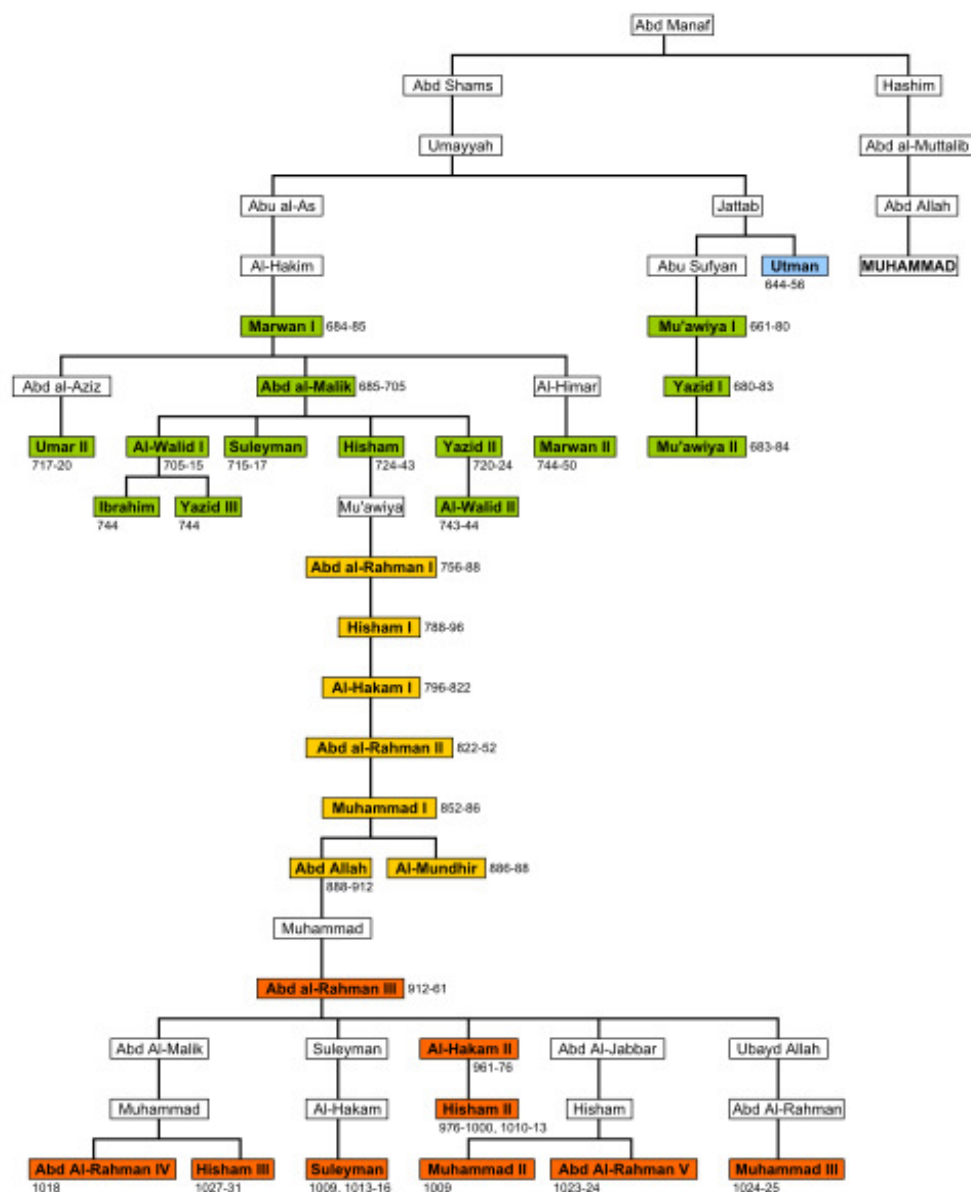 Abd Manaf
Abd Shams
Hashim
Umayyah
Abd al-Muttalib
Abu al-As
Jattab
Abd Allah
Al-Hakim
Abu Sufyan
Utman
MUHAMMAD
644-56
Marwan I 684-85
Mu'awiya I 661-80
Abd al-Aziz
Abd al-Malik 685-705
Al-Himar
Yazid I 680-83
Umar II
Al-Walid I
Suleyman
Hisham
Yazid II
Marwan II
Mu'awiya II 683-84
717-20
705-15
715-17
724-43
720-24
744-50
Ibrahim
Yazid III
Mu'awiya
Al-Walid II
744
744
743-44
Abd al-Rahman I 756-88
Hisham I 788-96
Al-Hakam I 796-822
Abd al-Rahman II 822-52
Muhammad I 852-86
Abd Allah
Al-Mundhir 886-88
888-912
Muhammad
Abd al-Rahman III 912-61
Abd Al-Malik
Suleyman
Al-Hakam II
Abd Al-Jabbar
Ubayd Allah
961-76
Muhammad
Al-Hakam
Hisham II
Hisham
Abd Al-Rahman
976-1000, 1010-13
Abd Al-Rahman IV
Hisham III
Suleyman
Muhammad II
Abd Al-Rahman V
Muhammad III
1018
1027-31
1009, 1013-16
1009
1023-24
1024-25